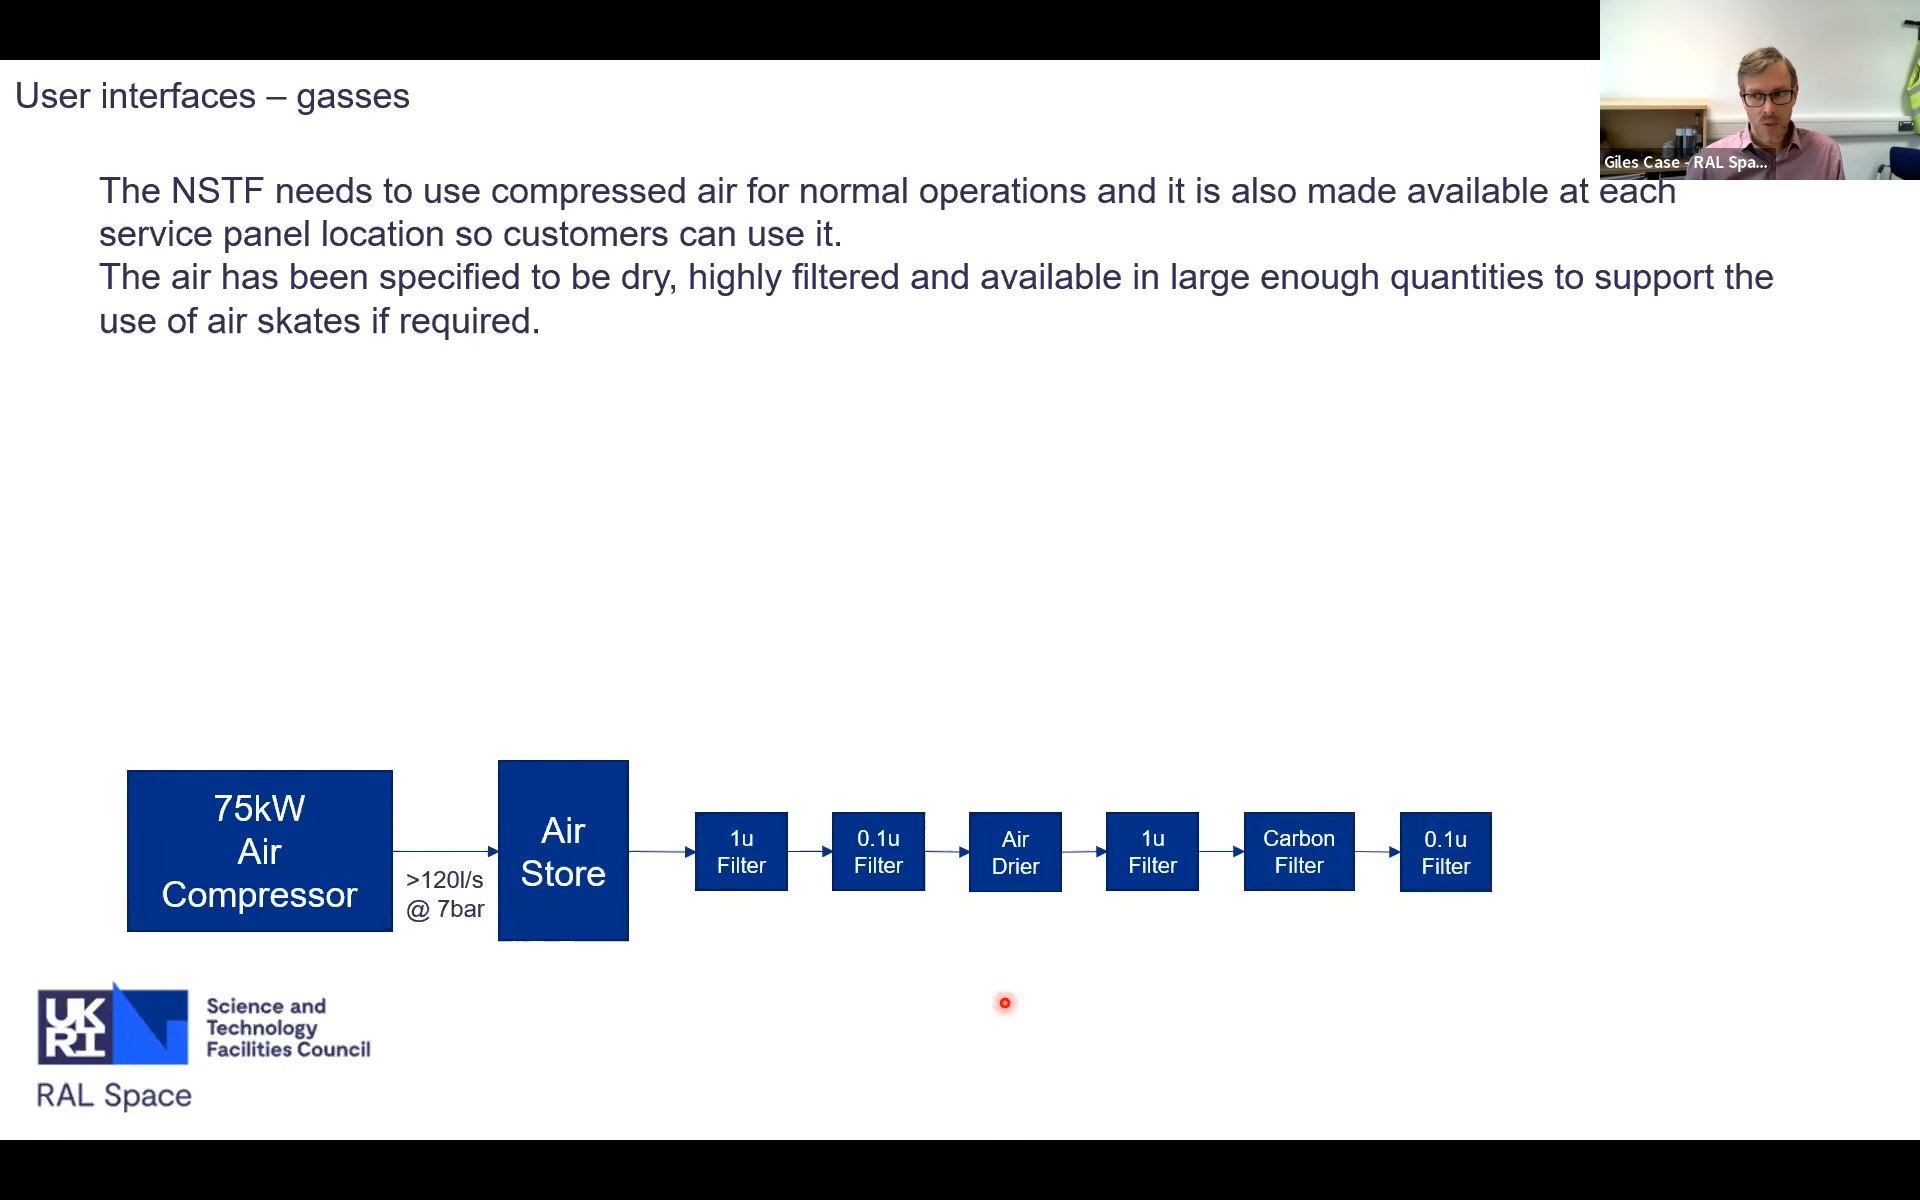 User interfaces – gasses
Giles Case - RAL Spa...
The NSTF needs to use compressed air for normal operations and it is also made available at each
service panel location so customers can use it.
The air has been specified to be dry, highly filtered and available in large enough quantities to support the
use of air skates if required.
75kW
Air
Compressor
>120l/s
@ 7bar
Air
Store
1u
Filter
0.1u
Filter
Air
Drier
1u
Filter
Carbon
Filter
0.1u
Filter
UK
RI
Science and
Technology
Facilities Council
RAL Space